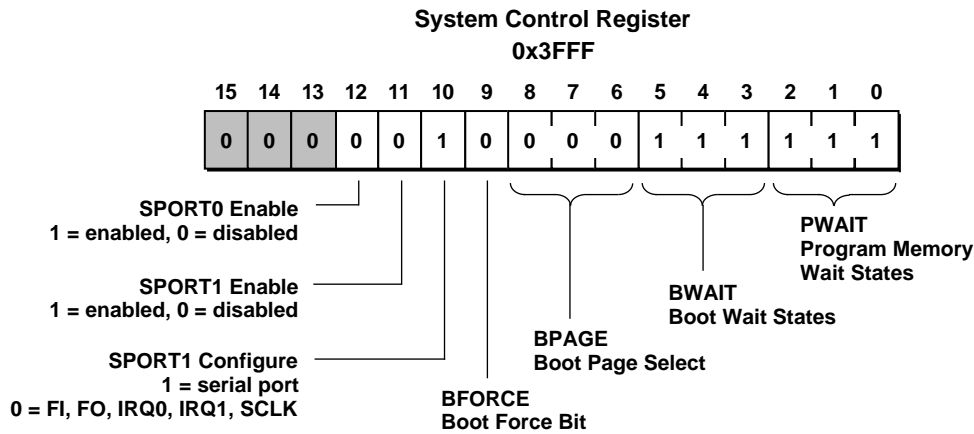 System Control Register
0x3FFF
15 14 13 12 11 10 9 8 7 6 5 4 3 2 1 0
0 0 0 0 0 1 0 0 0 0 1 1 1 1 1 1
SPORT0 Enable
1 = enabled, 0 = disabled
SPORT1 Enable
1 = enabled, 0 = disabled
SPORT1 Configure
1 = serial port
0 = FI, FO, IRQ0, IRQ1, SCLK
BFORCE
Boot Force Bit
BPAGE
Boot Page Select
BWAIT
Boot Wait States
PWAIT
Program Memory
Wait States